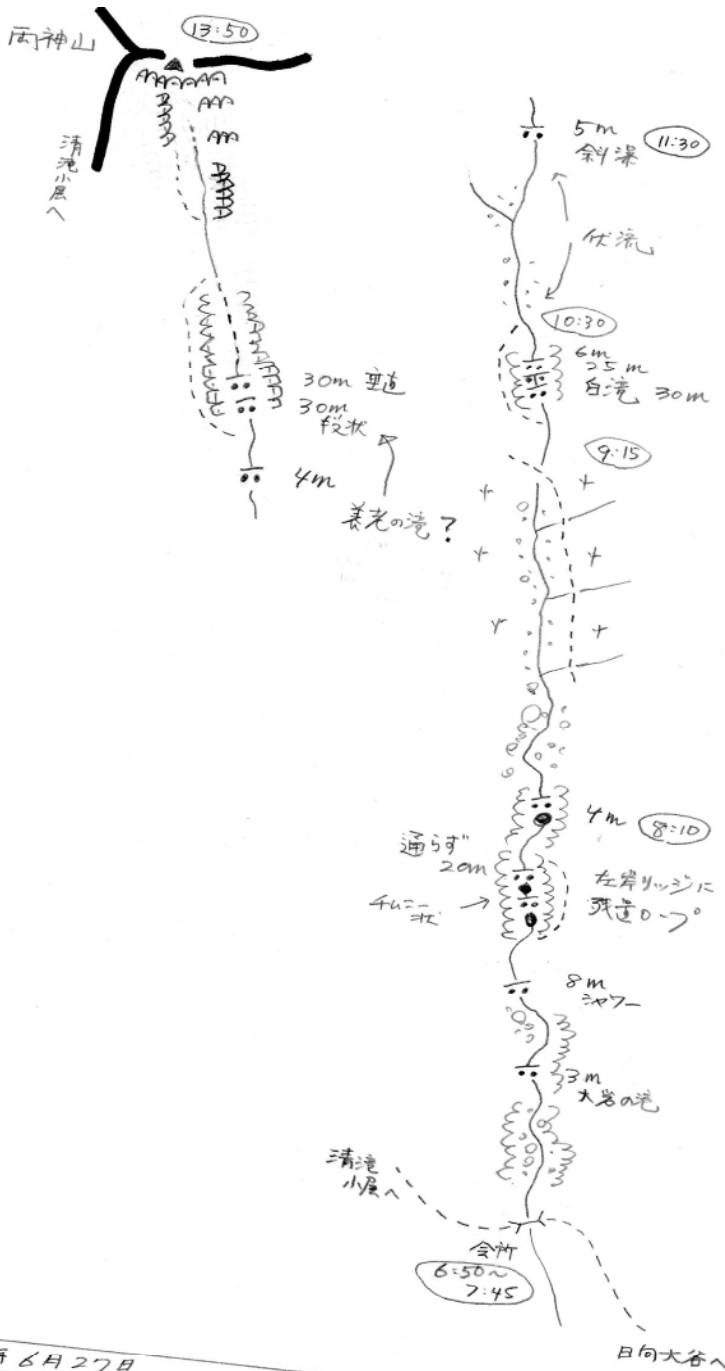 両神山
13:50
清滝小屋へ
30m 垂直
30m
段状
4m
養老の滝?
5m
斜瀑
11:30
伏流
10:30
6m
25m
白滝 30m
9:15
4m
8:10
通らず
20m
チムニー
状
左岸リッジに
残置ロープ
8m
シャワー
3m
大岩の滝
清滝
小屋へ
会所
6:50~
7:45
日向大谷へ
年6月27日